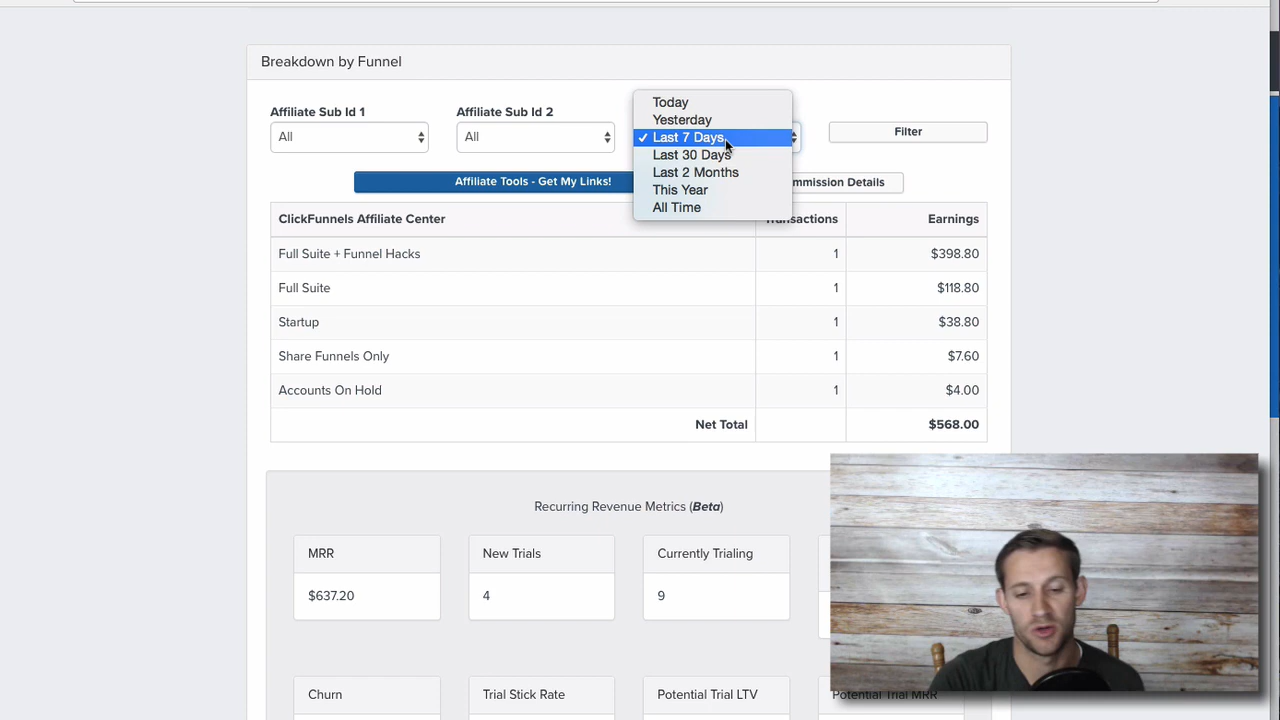 Breakdown by Funnel
Affiliate Sub Id 1
Affiliate Sub Id 2
All
All
Today
Yesterday
✓ Last 7 Days
Last 30 Days
Last 2 Months
This Year
All Time
Filter
Affiliate Tools - Get My Links!
Details
ClickFunnels Affiliate Center Transactions Earnings
Full Suite + Funnel Hacks 1 $398.80
Full Suite 1 $118.80
Startup 1 $38.80
Share Funnels Only 1 $7.60
Accounts On Hold 1 $4.00
Net Total $568.00
Recurring Revenue Metrics (Beta)
MRR New Trials Currently Trialing
$637.20 4 9
Churn Trial Stick Rate Potential Trial LTV Potential Trial MRR